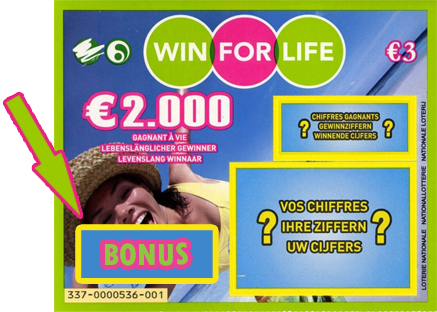 WIN FOR LIFE
€3
€2.000
GAGNANT À VIE
LEBENSLÄNGLICHER GEWINNER
LEVENSLANG WINNAAR
? CHIFFRES GAGNANTS ?
GEWINNZIFFERN
WINNENDE CIJFERS
? VOS CHIFFRES ?
IHRE ZIFFERN
UW CIJFERS
BONUS
337-0000536-001
LOTERIE NATIONALE NATIONALLOTTERIE NATIONALE LOTERIJ